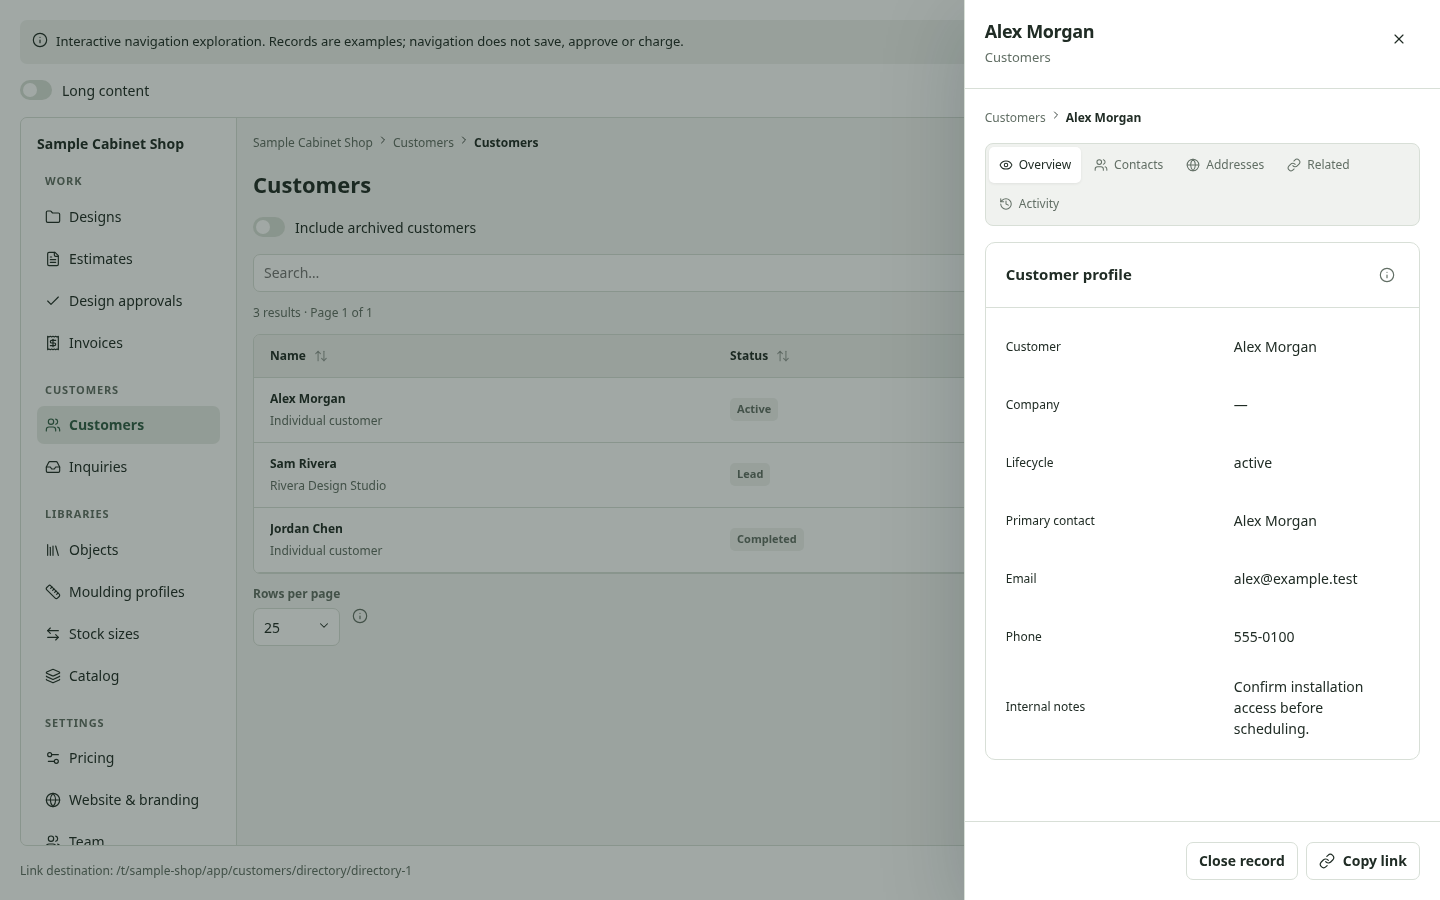 Interactive navigation exploration. Records are examples; navigation does not save, approve or charge.
Long content
Sample Cabinet Shop
WORK
Designs
Estimates
Design approvals
Invoices
CUSTOMERS
Customers
Inquiries
LIBRARIES
Objects
Moulding profiles
Stock sizes
Catalog
SETTINGS
Pricing
Website & branding
Team
Sample Cabinet Shop > Customers > Customers
Customers
Include archived customers
Search...
3 results · Page 1 of 1
Name Status
Alex Morgan Active
Individual customer
Sam Rivera Lead
Rivera Design Studio
Jordan Chen Completed
Individual customer
Rows per page
25
Link destination: /t/sample-shop/app/customers/directory/directory-1
Alex Morgan
Customers
Customers > Alex Morgan
Overview Contacts Addresses Related
Activity
Customer profile
Customer Alex Morgan
Company —
Lifecycle active
Primary contact Alex Morgan
Email alex@example.test
Phone 555-0100
Internal notes Confirm installation
access before
scheduling.
Close record Copy link